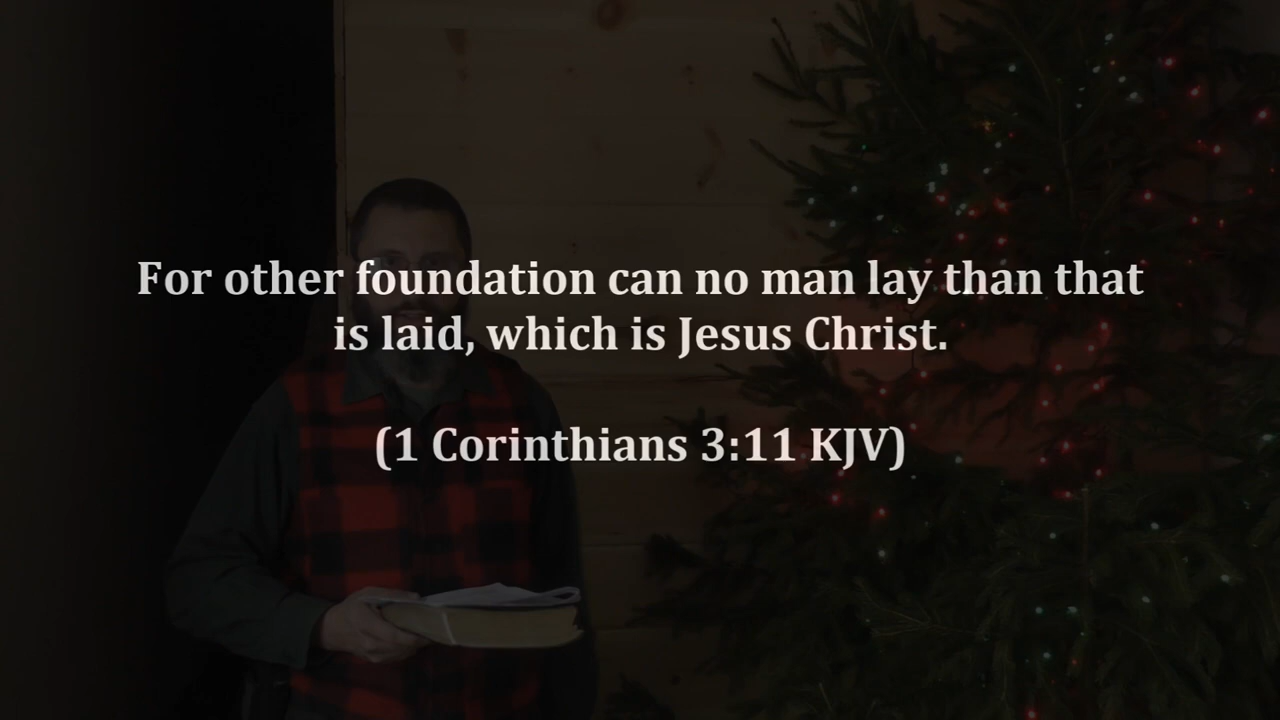 For other foundation can no man lay than that
is laid, which is Jesus Christ.
(1 Corinthians 3:11 KJV)